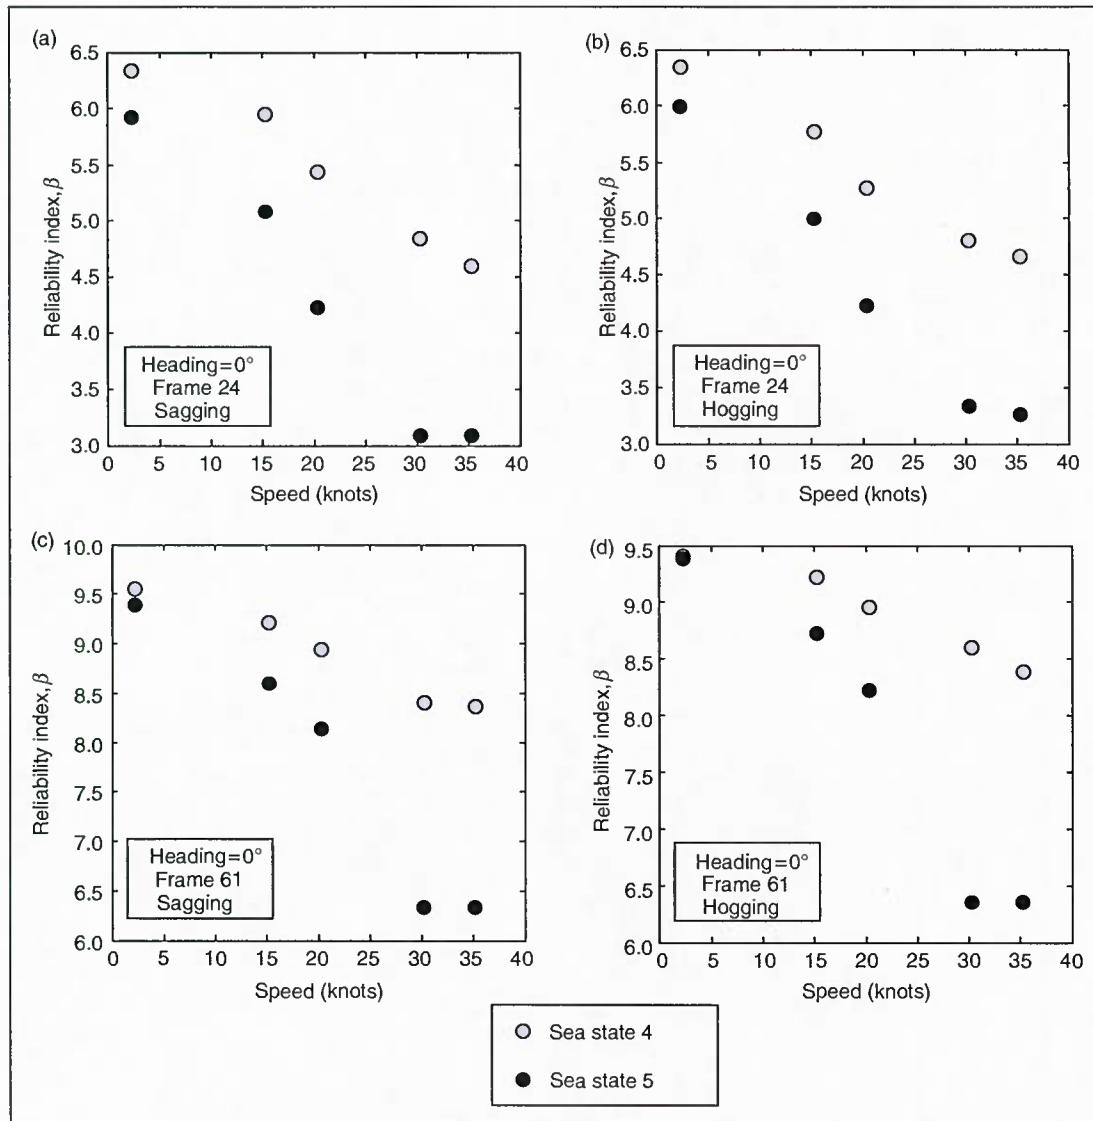 (a)
6.5
6.0
5.5
5.0
4.5
4.0
3.5
3.0
Reliability index, β
Heading=0°
Frame 24
Sagging
0 5 10 15 20 25 30 35 40
Speed (knots)
(b)
6.5
6.0
5.5
5.0
4.5
4.0
3.5
3.0
Reliability index, β
Heading=0°
Frame 24
Hogging
0 5 10 15 20 25 30 35 40
Speed (knots)
(c)
10.0
9.5
9.0
8.5
8.0
7.5
7.0
6.5
6.0
Reliability index, β
Heading=0°
Frame 61
Sagging
0 5 10 15 20 25 30 35 40
Speed (knots)
(d)
9.5
9.0
8.5
8.0
7.5
7.0
6.5
6.0
Reliability index, β
Heading=0°
Frame 61
Hogging
0 5 10 15 20 25 30 35 40
Speed (knots)
Sea state 4
Sea state 5